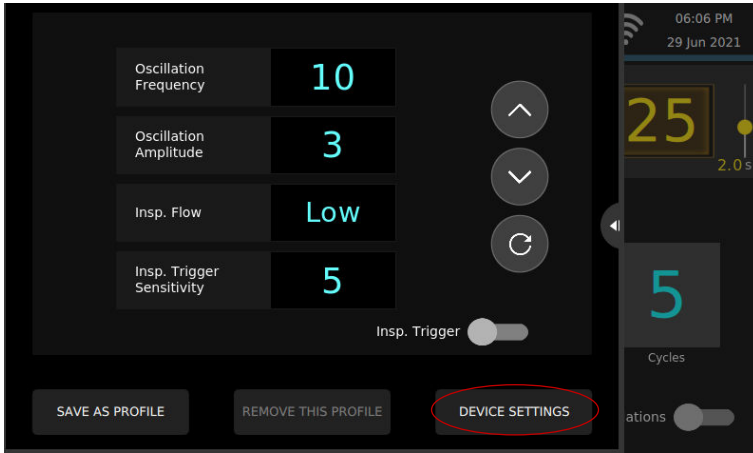 06:06 PM
29 Jun 2021
Oscillation
Frequency
10
25
Oscillation
Amplitude
3
2.0 s
Insp. Flow
Low
Insp. Trigger
Sensitivity
5
5
Insp. Trigger
Cycles
SAVE AS PROFILE
REMOVE THIS PROFILE
DEVICE SETTINGS
ations